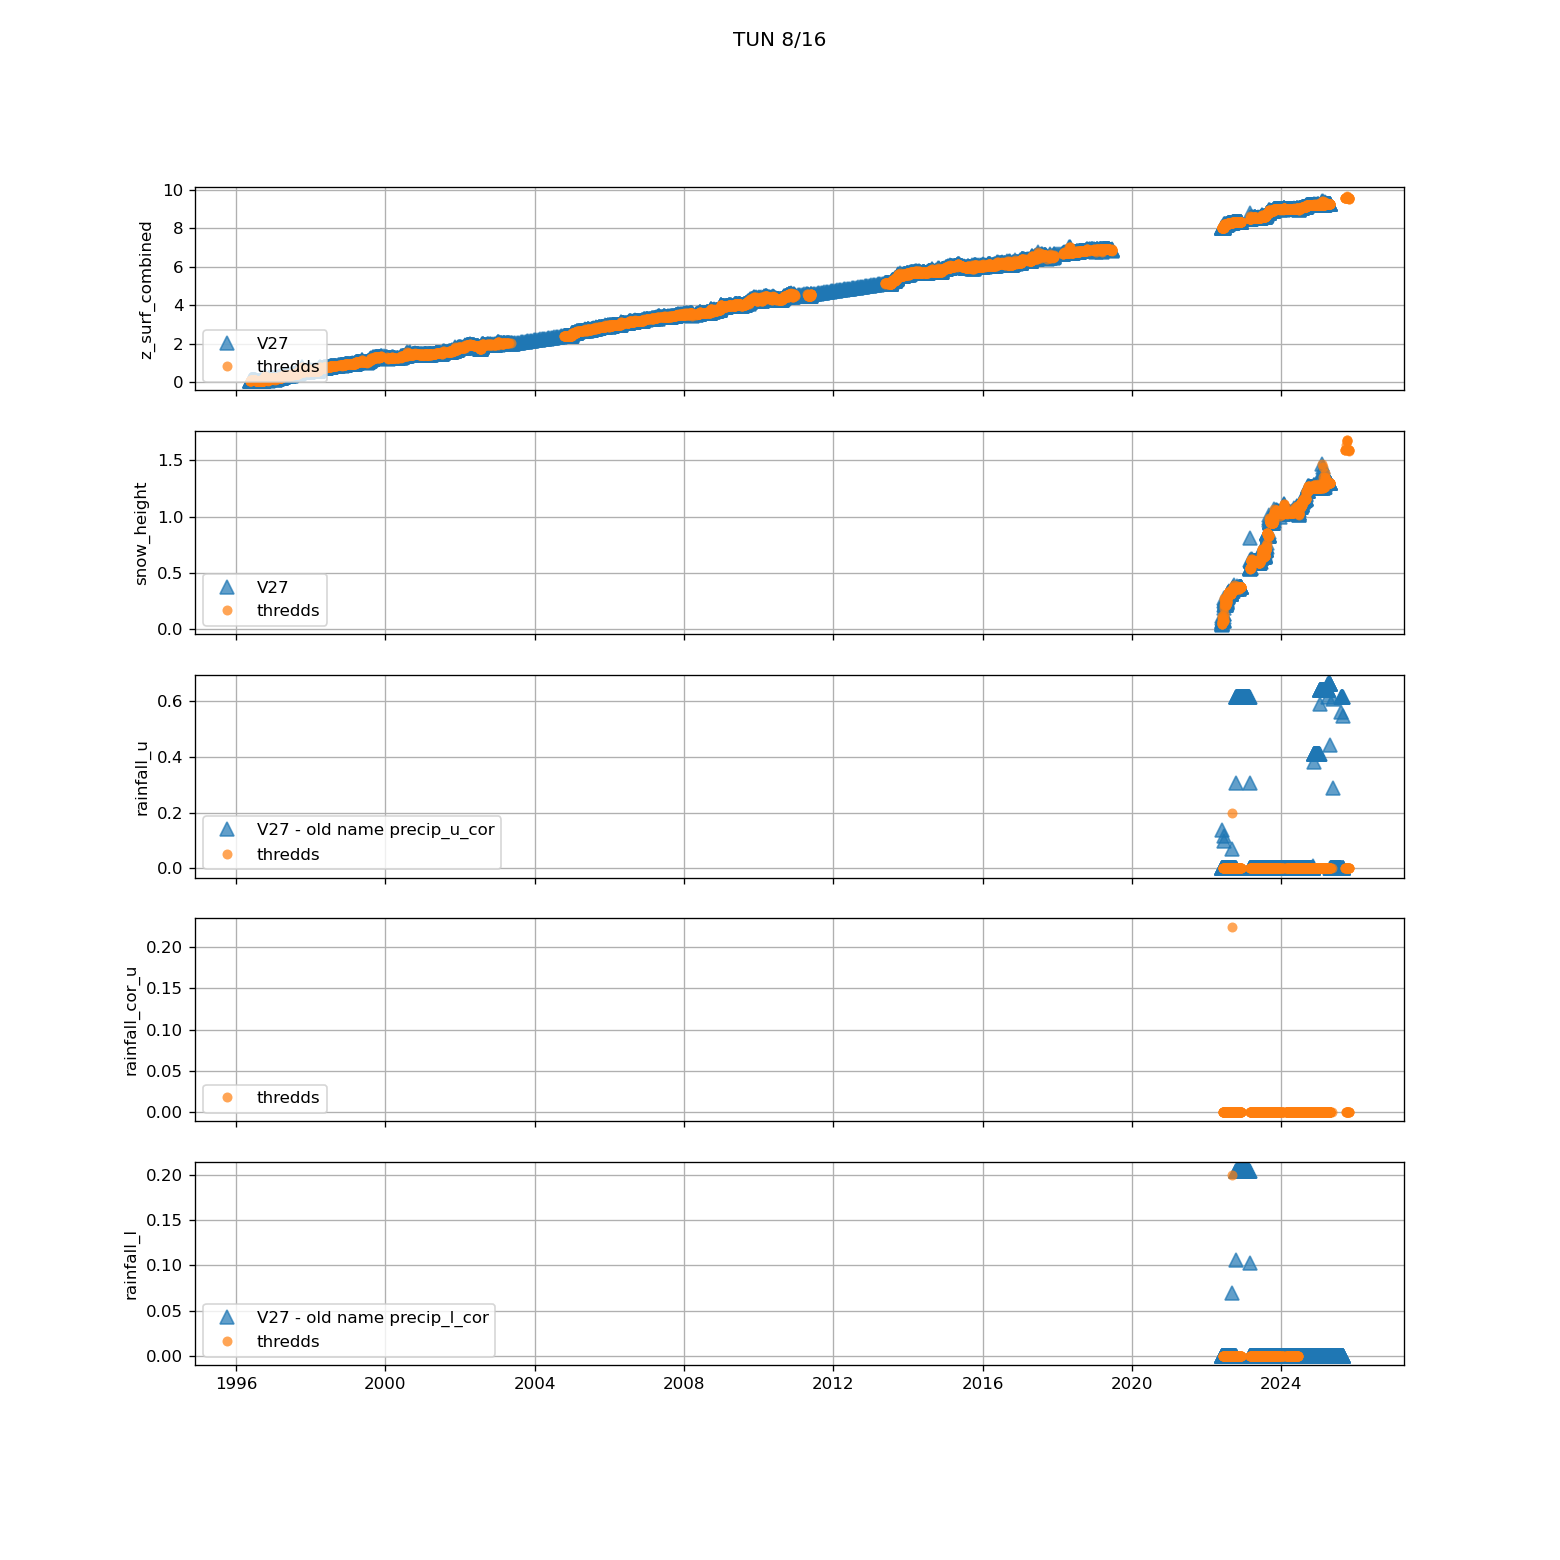 TUN 8/16
10
8
6
4
2
0
z_surf_combined
V27
thredds
1.5
1.0
0.5
0.0
snow_height
V27
thredds
0.6
0.4
0.2
0.0
rainfall_u
V27 - old name precip_u_cor
thredds
0.20
0.15
0.10
0.05
0.00
rainfall_cor_u
thredds
0.20
0.15
0.10
0.05
0.00
rainfall_l
V27 - old name precip_l_cor
thredds
1996 2000 2004 2008 2012 2016 2020 2024